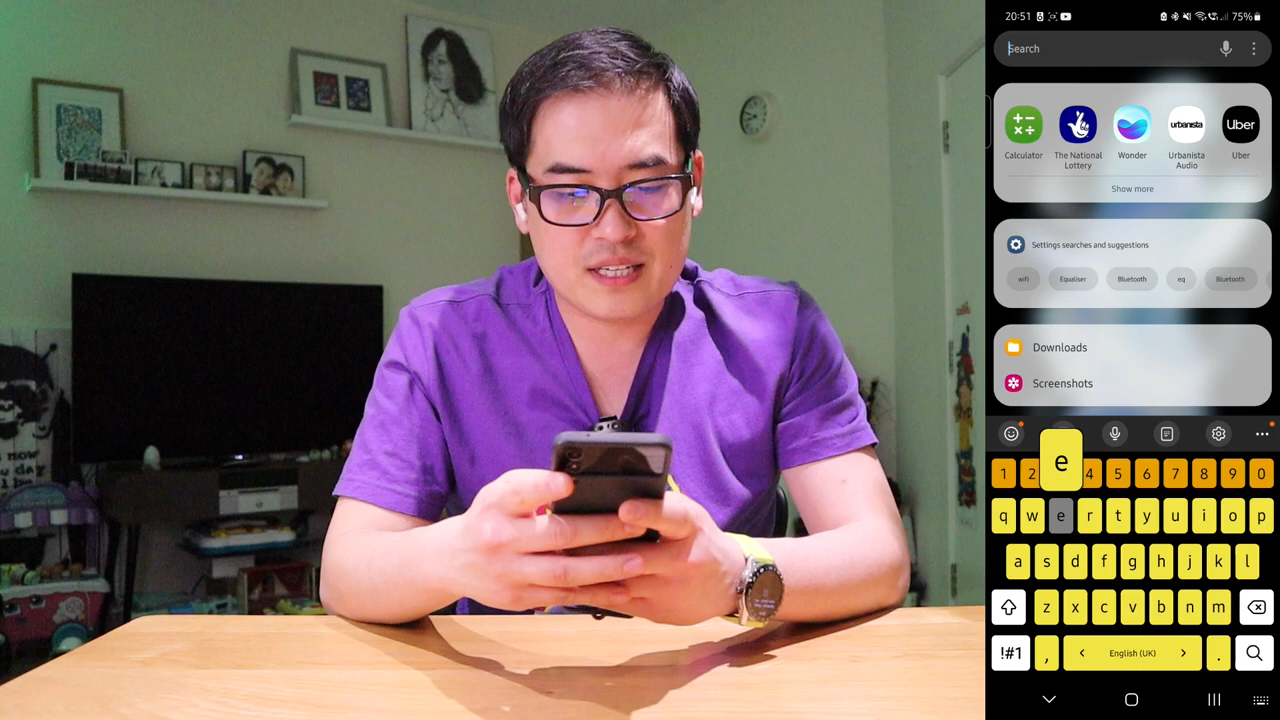 20:51 75%
Search
urbanista
Uber
Calculator
The National
Lottery
Wonder
Urbanista
Audio
Uber
Show more
Settings searches and suggestions
wifi Equaliser Bluetooth eq Bluetooth
Downloads
Screenshots
e
1 2 4 5 6 7 8 9 0
q w e r t y u i o p
a s d f g h j k l
z x c v b n m
!#1 , < English (UK) > .
now
u day